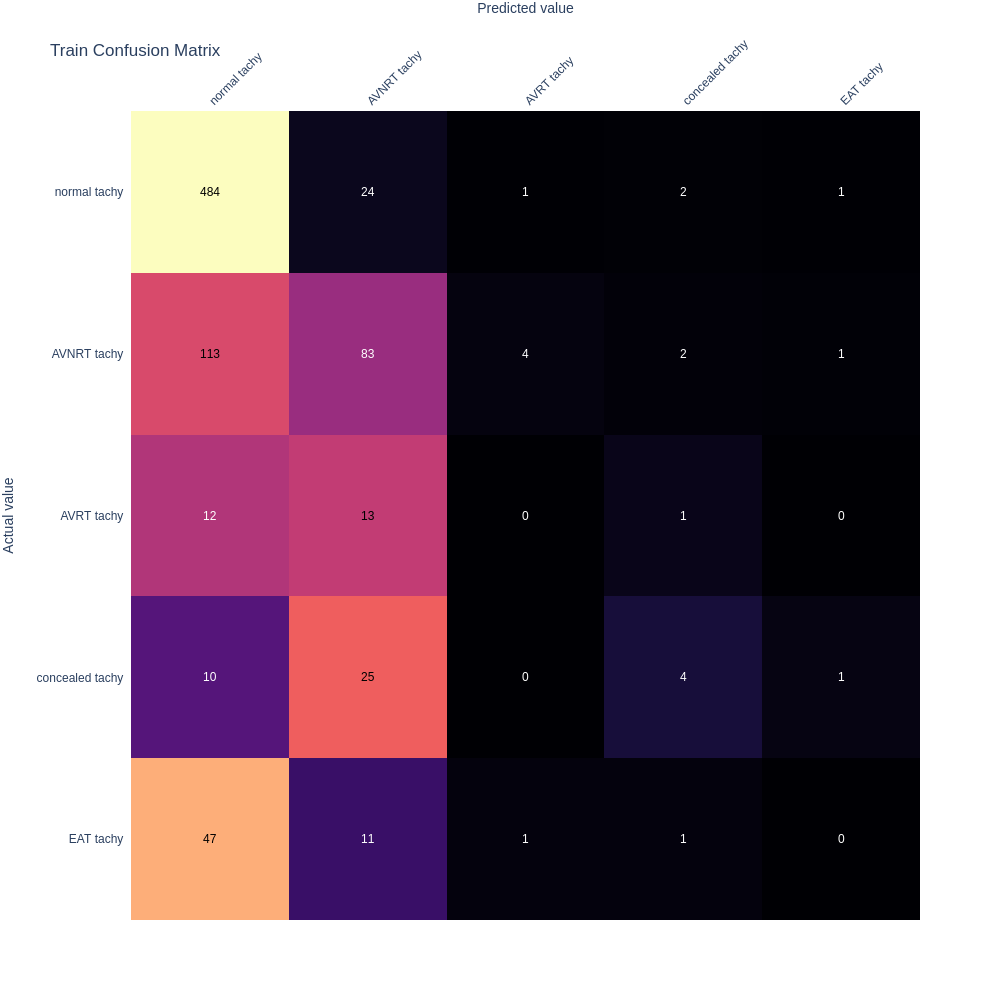 Predicted value
Train Confusion Matrix
normal tachy AVNRT tachy AVRT tachy concealed tachy EAT tachy
normal tachy 484 24 1 2 1
AVNRT tachy 113 83 4 2 1
AVRT tachy 12 13 0 1 0
concealed tachy 10 25 0 4 1
EAT tachy 47 11 1 1 0
Actual value